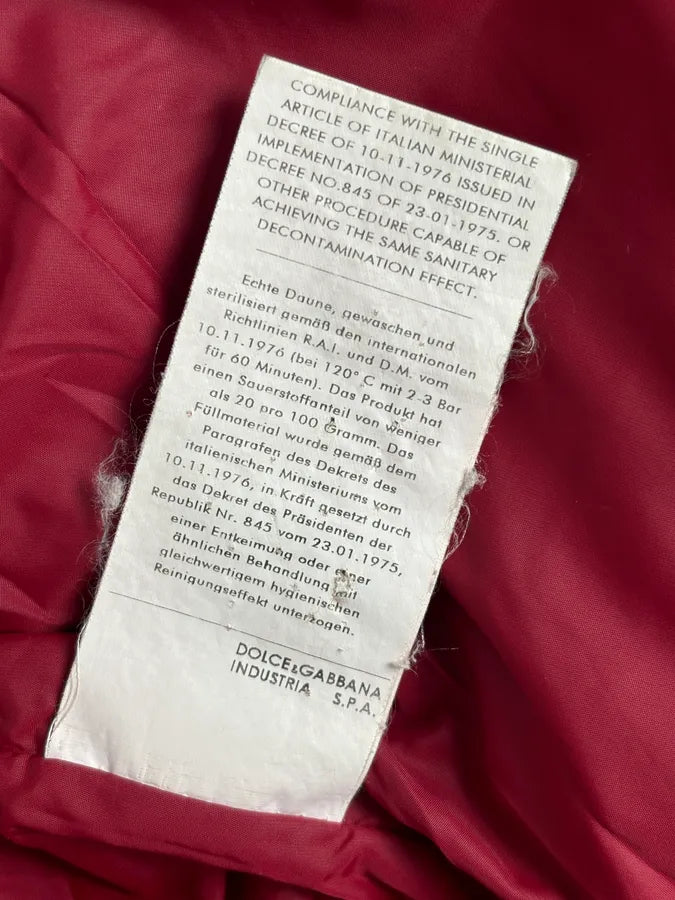 COMPLIANCE WITH THE SINGLE
ARTICLE OF ITALIAN MINISTERIAL
DECREE OF 10-11-1976 ISSUED IN
IMPLEMENTATION OF PRESIDENTIAL
DECREE NO.845 OF 23-01-1975. OR
OTHER PROCEDURE CAPABLE OF
ACHIEVING THE SAME SANITARY
DECONTAMINATION EFFECT.
Echte Daune, gewaschen und
sterilisiert gemäß den internationalen
Richtlinien R.A.I. und D.M. vom
10.11.1976 (bei 120° C mit 2-3 Bar
für 60 Minuten). Das Produkt hat
einen Sauerstoffanteil von weniger
als 20 pro 100 Gramm. Das
Füllmaterial wurde gemäß dem
Paragrafen des Dekrets des
italienischen Ministeriums vom
10.11.1976, in Kraft gesetzt durch
das Dekret des Präsidenten der
Republik Nr. 845 vom 23.01.1975,
einer Entkeimung oder einer
ähnlichen Behandlung mit
gleichwertigem hygienischen
Reinigungseffekt unterzogen.
DOLCE&GABBANA
INDUSTRIA S.P.A.